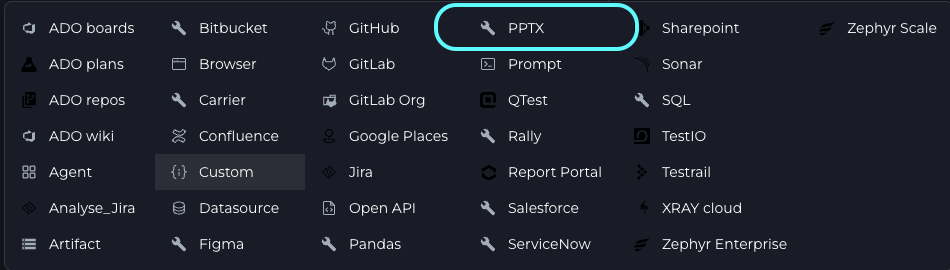 ADO boards
ADO plans
ADO repos
ADO wiki
Agent
Analyse_Jira
Artifact
Bitbucket
Browser
Carrier
Confluence
Custom
Datasource
Figma
GitHub
GitLab
GitLab Org
Google Places
Jira
Open API
Pandas
PPTX
Prompt
QTest
Rally
Report Portal
Salesforce
ServiceNow
Sharepoint
Sonar
SQL
TestIO
Testrail
XRAY cloud
Zephyr Enterprise
Zephyr Scale